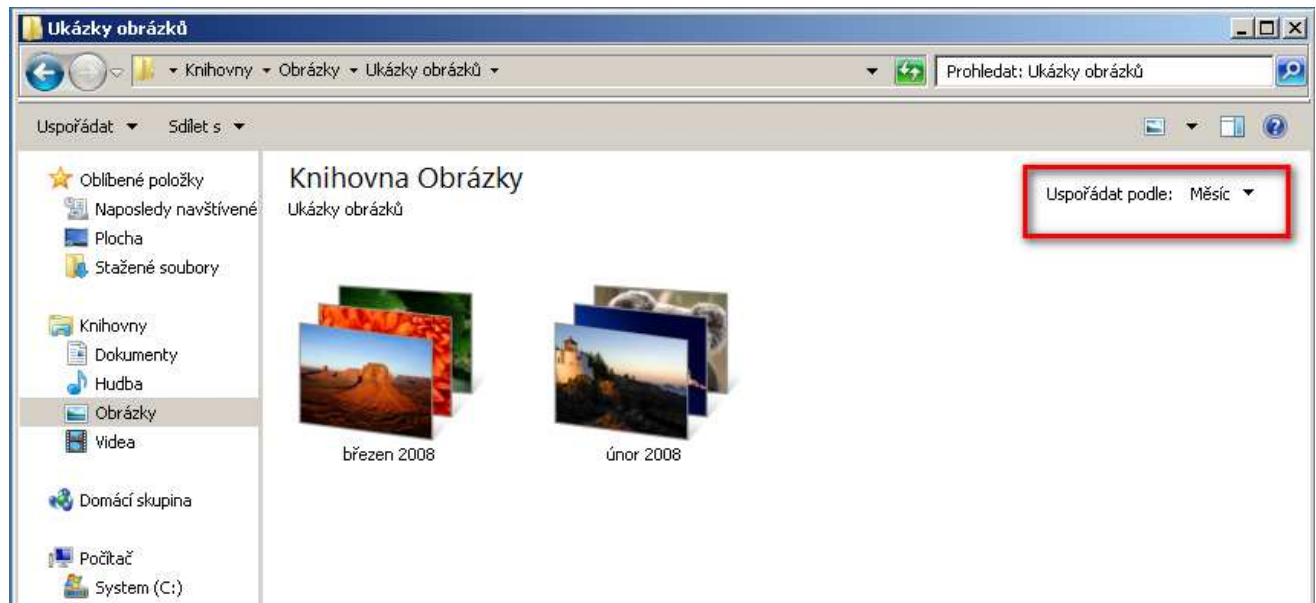 Ukázky obrázků
Knihovny Obrázky Ukázky obrázků
Prohledat: Ukázky obrázků
Uspořádat Sdílet s
Oblíbené položky
Naposledy navštívené
Plocha
Stažené soubory
Knihovny
Dokumenty
Hudba
Obrázky
Videa
Domácí skupina
Počítač
System (C:)
Knihovna Obrázky
Ukázky obrázků
Uspořádat podle: Měsíc
březen 2008
únor 2008